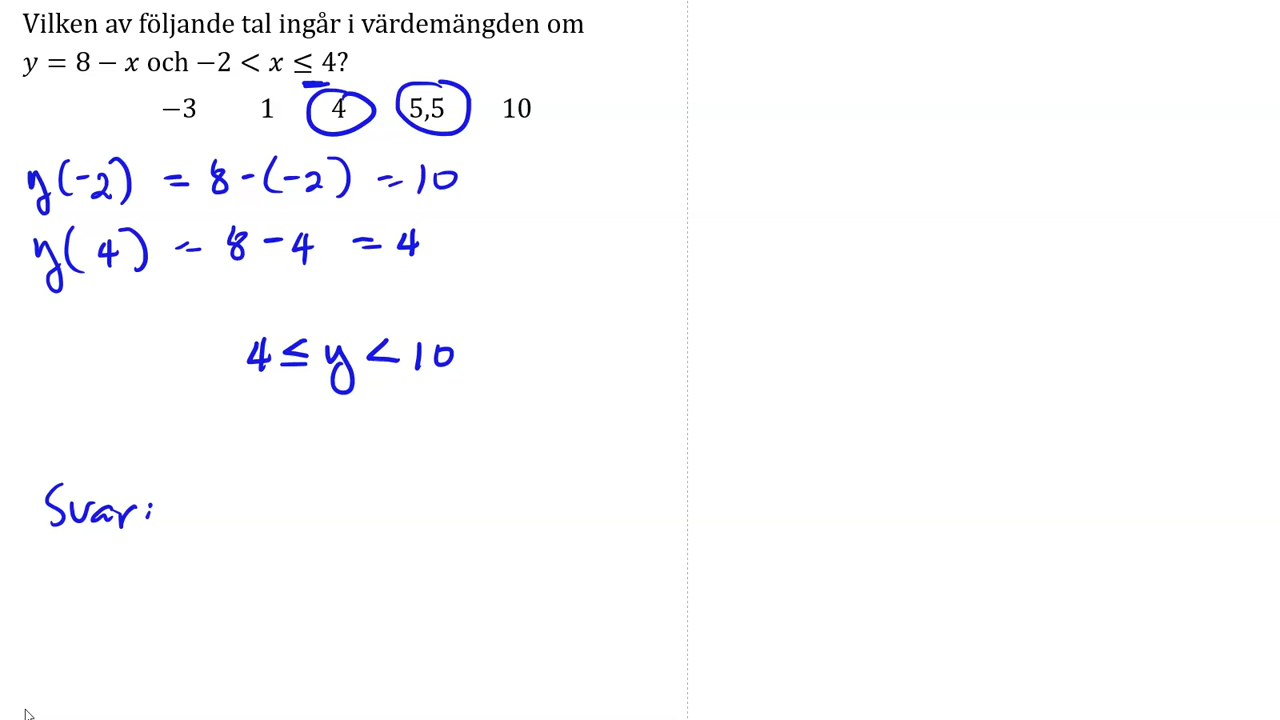 Vilken av följande tal ingår i värdemängden om
y = 8 − x och −2 < x ≤ 4?
−3 1 4 5,5 10
y(-2) = 8-(-2) = 10
y(4) = 8-4 = 4
4 ≤ y < 10
Svar: